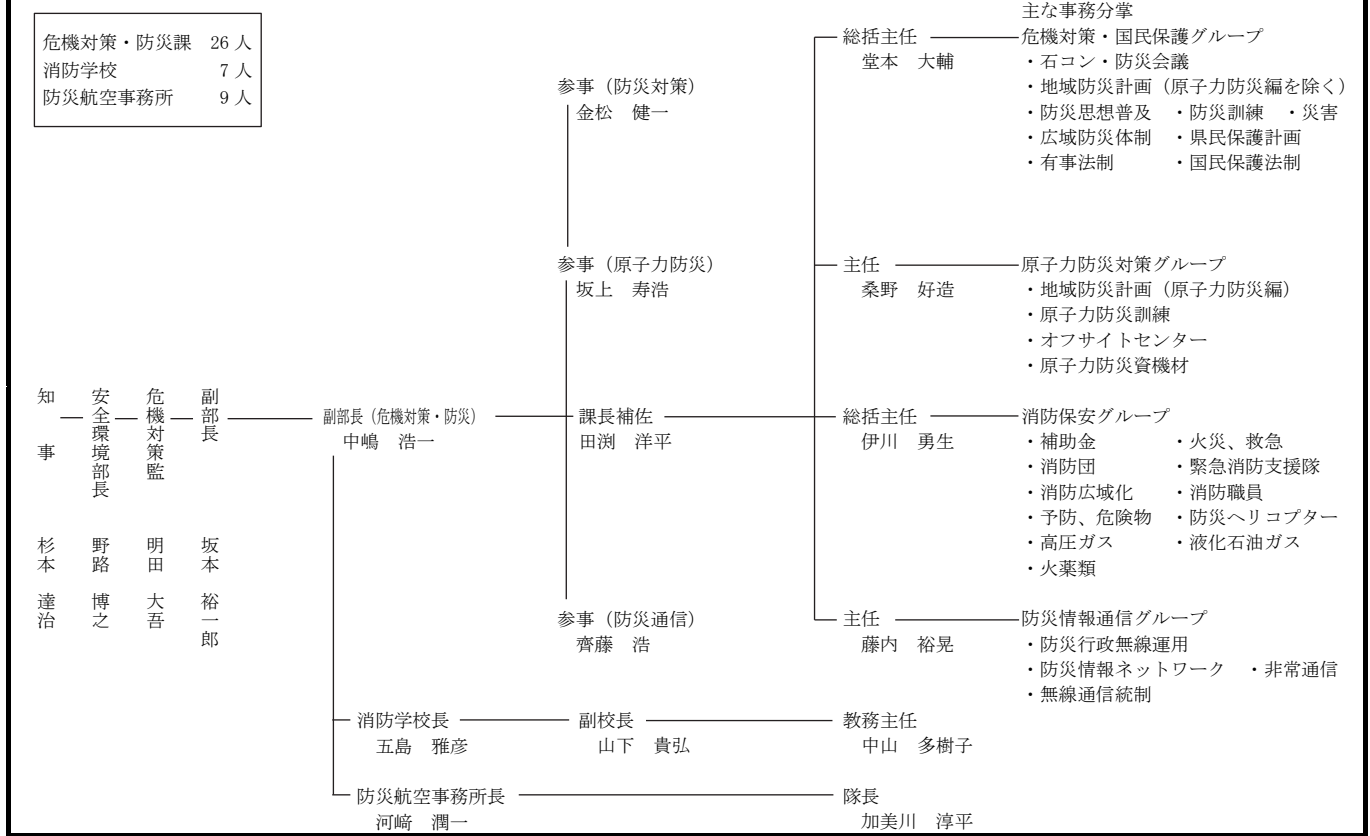 危機対策・防災課 26人
消防学校 7人
防災航空事務所 9人
主な事務分掌
総括主任
堂本 大輔
危機対策・国民保護グループ
・石コン・防災会議
・地域防災計画（原子力防災編を除く）
・防災思想普及 ・防災訓練 ・災害
・広域防災体制 ・県民保護計画
・有事法制 ・国民保護法制
参事（防災対策）
金松 健一
参事（原子力防災）
坂上 寿浩
主任
桑野 好造
原子力防災対策グループ
・地域防災計画（原子力防災編）
・原子力防災訓練
・オフサイトセンター
・原子力防災資機材
知事 杉本 達治
安全環境部長 野路 博之
危機対策監 明田 大吾
副部長 坂本 裕一郎
副部長（危機対策・防災）
中嶋 浩一
課長補佐
田渕 洋平
総括主任
伊川 勇生
消防保安グループ
・補助金 ・火災、救急
・消防団 ・緊急消防支援隊
・消防広域化 ・消防職員
・予防、危険物 ・防災ヘリコプター
・高圧ガス ・液化石油ガス
・火薬類
参事（防災通信）
齊藤 浩
主任
藤内 裕晃
防災情報通信グループ
・防災行政無線運用
・防災情報ネットワーク ・非常通信
・無線通信統制
消防学校長
五島 雅彦
副校長
山下 貴弘
教務主任
中山 多樹子
防災航空事務所長
河﨑 潤一
隊長
加美川 淳平